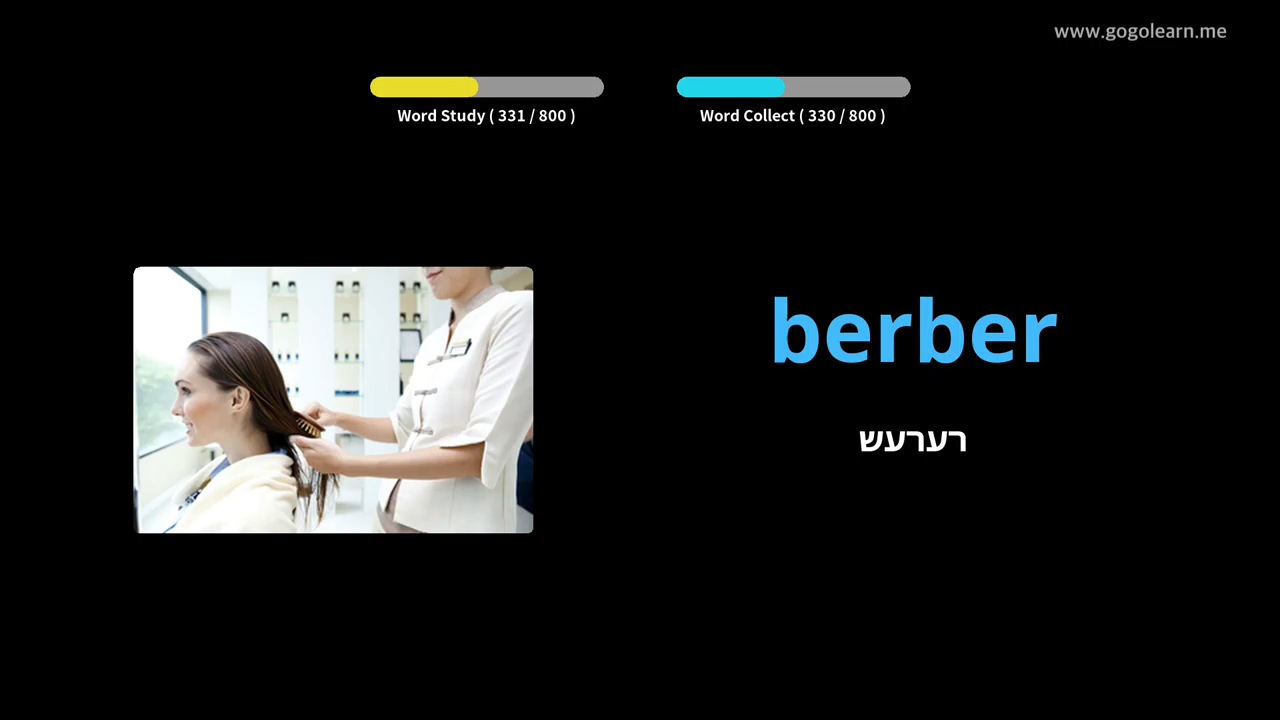 www.gogolearn.me
Word Study ( 331 / 800 )
Word Collect ( 330 / 800 )
berber
רערעש